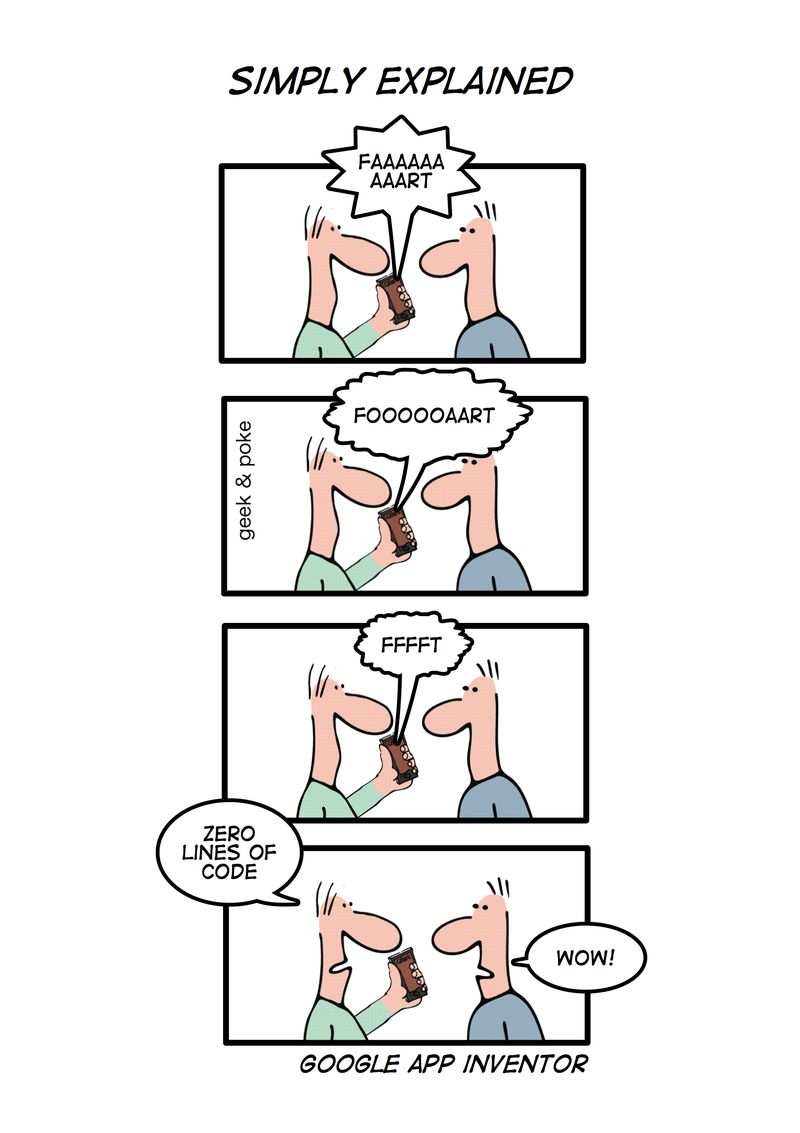 SIMPLY EXPLAINED
FAAAAAA
AAART
geek & poke
FOOOOOAART
FFFFT
ZERO
LINES OF
CODE
WOW!
GOOGLE APP INVENTOR